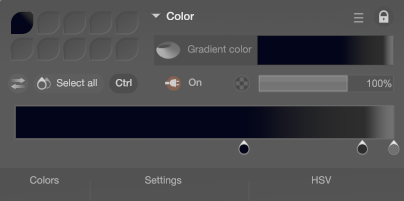 Color
Gradient color
Select all Ctrl On 100%
Colors Settings HSV